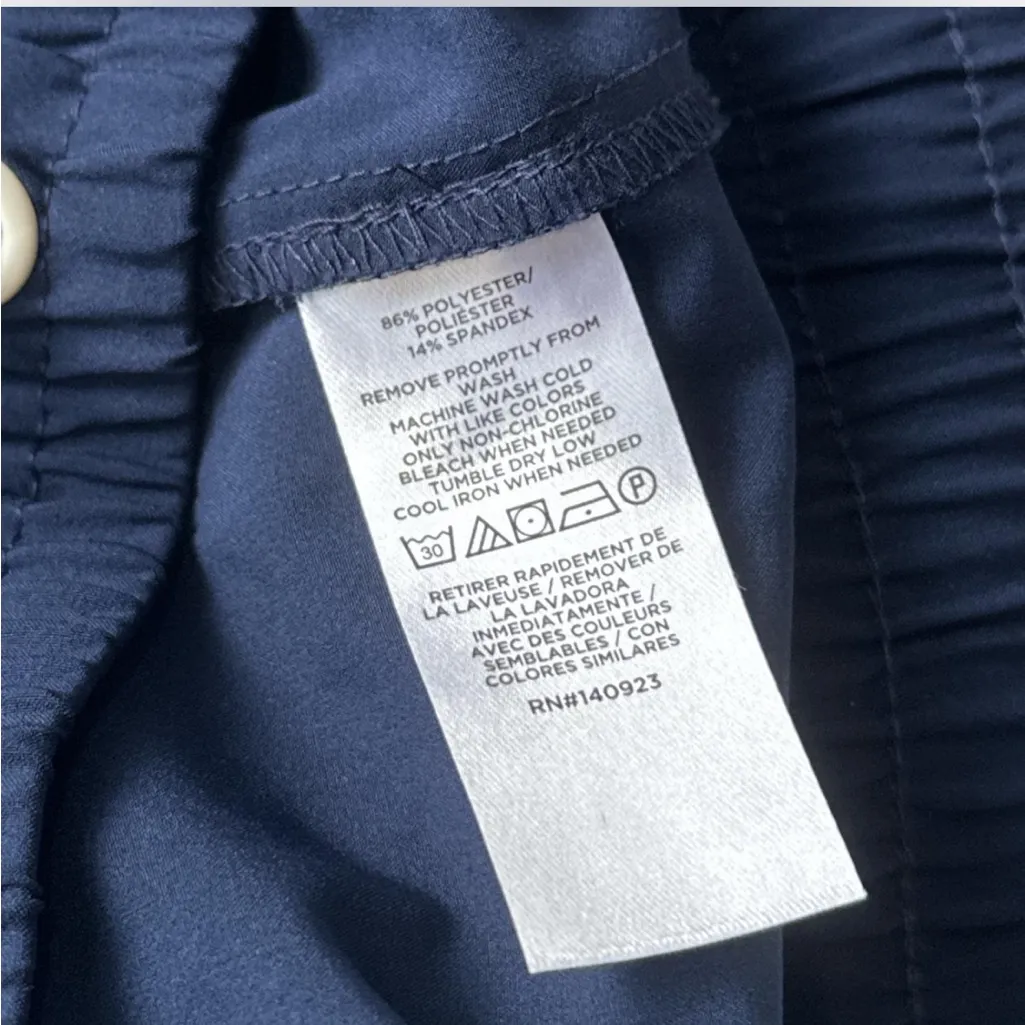 86% POLYESTER/
POLIÉSTER
14% SPANDEX
REMOVE PROMPTLY FROM
WASH
MACHINE WASH COLD
WITH LIKE COLORS
ONLY NON-CHLORINE
BLEACH WHEN NEEDED
TUMBLE DRY LOW
COOL IRON WHEN NEEDED
30 P
RETIRER RAPIDEMENT DE
LA LAVEUSE / REMOVER DE
LA LAVADORA
INMEDIATAMENTE /
AVEC DES COULEURS
SEMBLABLES / CON
COLORES SIMILARES
RN#140923